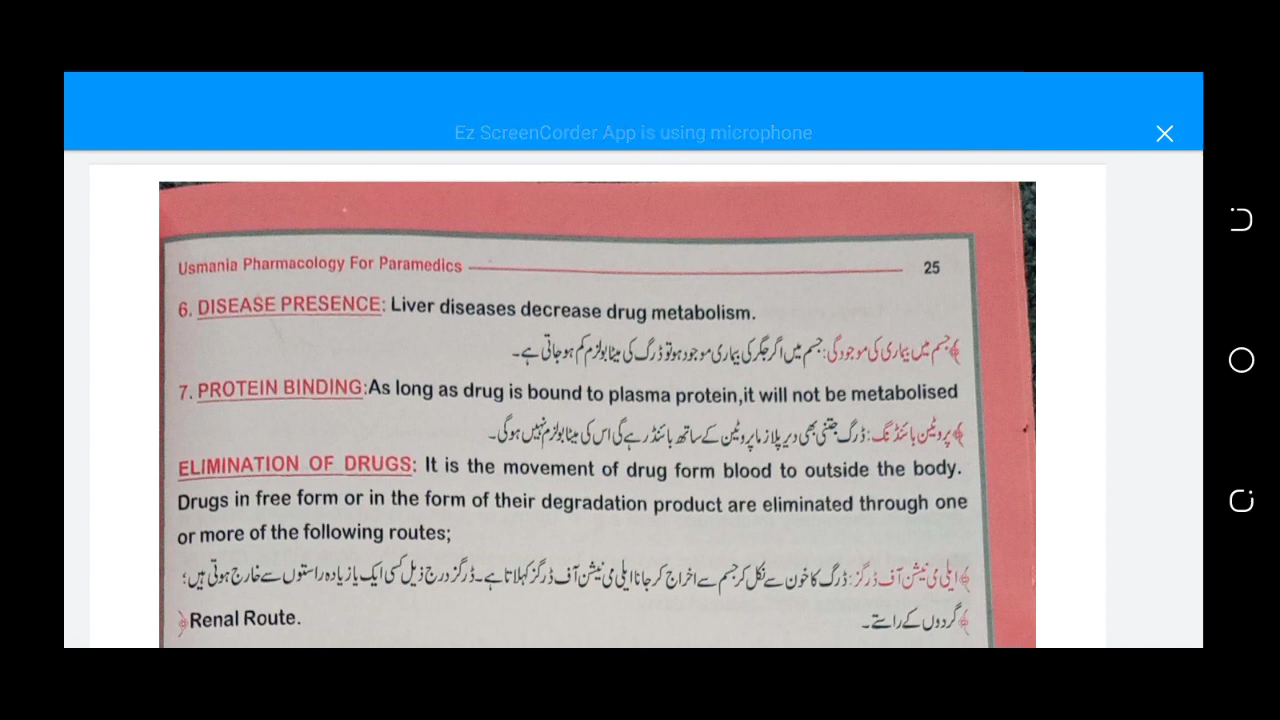 Ez ScreenCorder App is using microphone
Usmania Pharmacology For Paramedics 25
6. DISEASE PRESENCE: Liver diseases decrease drug metabolism.
جسم میں بیماری کی موجودگی: جسم میں اگر جگر کی بیماری موجود ہو تو ڈرگ کی میٹابولزم کم ہو جاتی ہے۔
7. PROTEIN BINDING:As long as drug is bound to plasma protein,it will not be metabolised
پروٹین بائنڈنگ: ڈرگ جتنی بھی دیر پلازما پروٹین کے ساتھ بائنڈ رہے گی اس کی میٹابولزم نہیں ہوگی۔
ELIMINATION OF DRUGS: It is the movement of drug form blood to outside the body.
Drugs in free form or in the form of their degradation product are eliminated through one
or more of the following routes;
ایلی می نیشن آف ڈرگز: ڈرگ کا خون سے نکل کر جسم سے اخراج کر جانا ایلی می نیشن آف ڈرگز کہلاتا ہے۔ ڈرگز درج ذیل کسی ایک یا زیادہ راستوں سے خارج ہوتی ہیں؛
Renal Route.
گردوں کے راستے۔